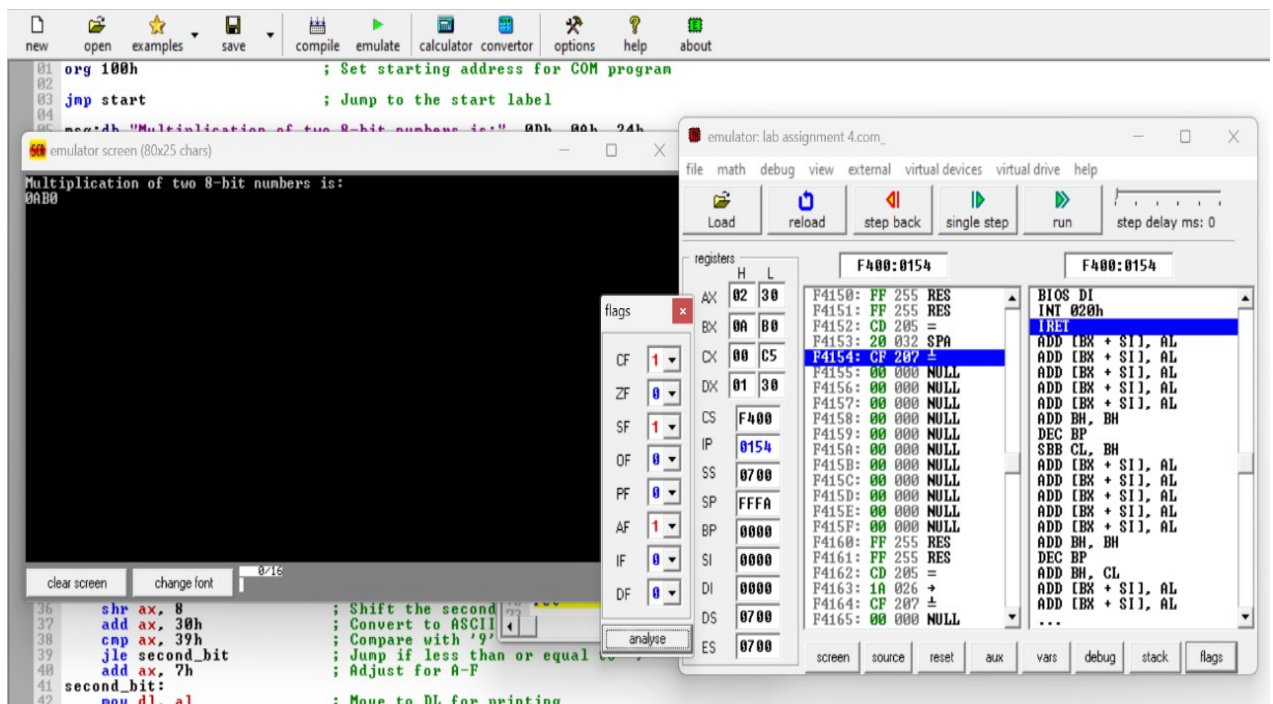 new open examples save compile emulate calculator convertor options help about
01 org 100h ; Set starting address for COM program
02
03 jmp start ; Jump to the start label
04
05 msg:db "Multiplication of two 8-bit numbers is:" 0Dh, 0Ah, 24h
emulator screen (80x25 chars)
Multiplication of two 8-bit numbers is:
0AB0
clear screen change font 0/16
36 shr ax, 8 ; Shift the second
37 add ax, 30h ; Convert to ASCII
38 cmp ax, 39h ; Compare with '9'
39 jle second_bit ; Jump if less than or equal
40 add ax, 7h ; Adjust for A-F
41 second_bit:
42 mov dl, al ; Move to DL for printing
flags
CF 1
ZF 0
SF 1
OF 0
PF 0
AF 1
IF 0
DF 0
analyse
emulator: lab assignment 4.com_
file math debug view external virtual devices virtual drive help
Load reload step back single step run step delay ms: 0
registers
H L
AX 02 30
BX 0A B0
CX 00 C5
DX 01 30
CS F400
IP 0154
SS 0700
SP FFFA
BP 0000
SI 0000
DI 0000
DS 0700
ES 0700
F400:0154 F400:0154
F4150: FF 255 RES
F4151: FF 255 RES
F4152: CD 205 =
F4153: 20 032 SPA
F4154: CF 207 ╧
F4155: 00 000 NULL
F4156: 00 000 NULL
F4157: 00 000 NULL
F4158: 00 000 NULL
F4159: 00 000 NULL
F415A: 00 000 NULL
F415B: 00 000 NULL
F415C: 00 000 NULL
F415D: 00 000 NULL
F415E: 00 000 NULL
F415F: 00 000 NULL
F4160: FF 255 RES
F4161: FF 255 RES
F4162: CD 205 =
F4163: 1A 026 →
F4164: CF 207 ╧
F4165: 00 000 NULL
BIOS DI
INT 020h
IRET
ADD [BX + SI], AL
ADD [BX + SI], AL
ADD [BX + SI], AL
ADD [BX + SI], AL
ADD [BX + SI], AL
ADD BH, BH
DEC BP
SBB CL, BH
ADD [BX + SI], AL
ADD [BX + SI], AL
ADD [BX + SI], AL
ADD [BX + SI], AL
ADD [BX + SI], AL
ADD BH, BH
DEC BP
ADD BH, CL
ADD [BX + SI], AL
ADD [BX + SI], AL
...
screen source reset aux vars debug stack flags